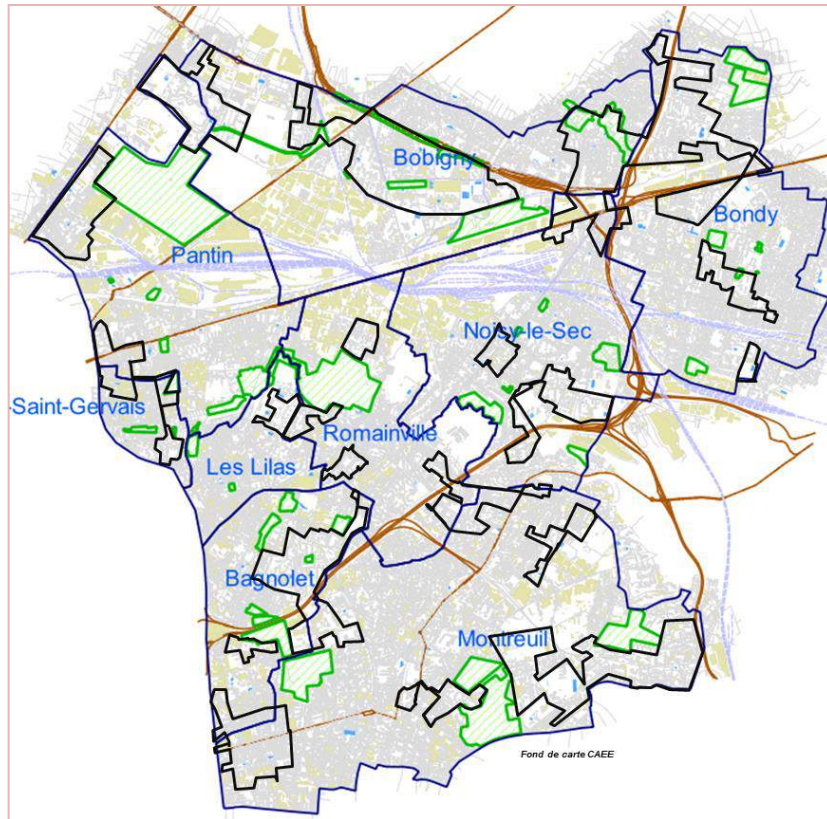 Bobigny
Bondy
Pantin
Noisy-le-Sec
-Saint-Gervais
Romainville
Les Lilas
Bagnolet
Montreuil
Fond de carte CAEE